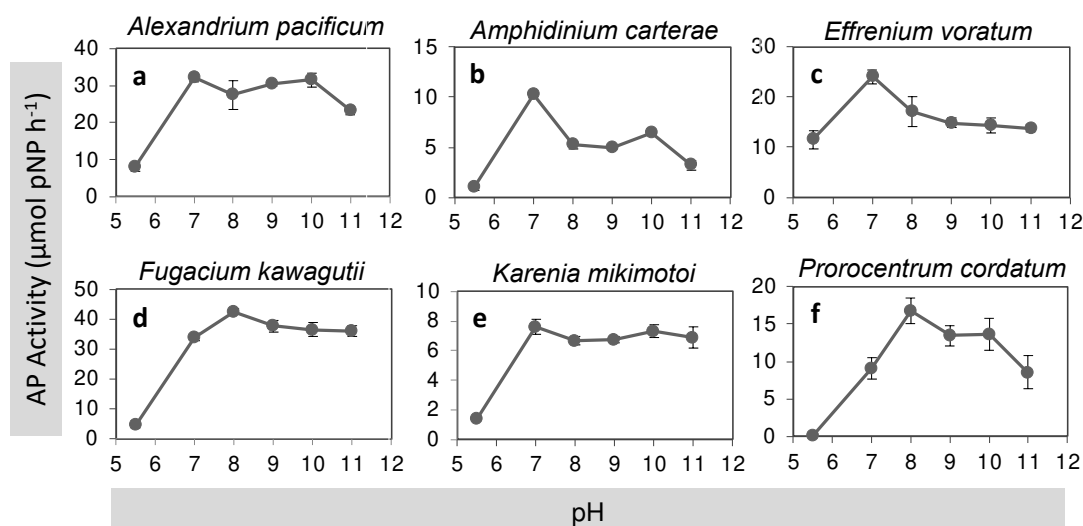 AP Activity (µmol pNP h-1)
Alexandrium pacificum
a
40
30
20
10
0
5 6 7 8 9 10 11 12
Amphidinium carterae
b
15
10
5
0
5 6 7 8 9 10 11 12
Effrenium voratum
c
30
20
10
0
5 6 7 8 9 10 11 12
Fugacium kawagutii
d
50
40
30
20
10
0
5 6 7 8 9 10 11 12
Karenia mikimotoi
e
10
8
6
4
2
0
5 6 7 8 9 10 11 12
Prorocentrum cordatum
f
20
15
10
5
0
5 6 7 8 9 10 11 12
pH